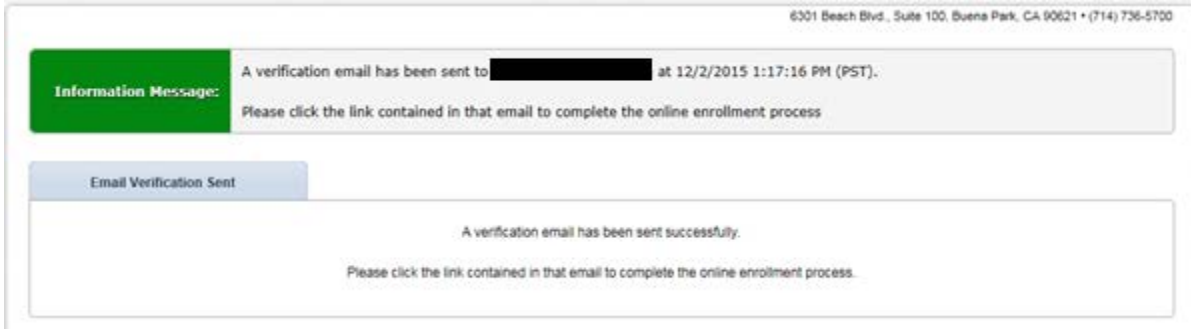 6301 Beach Blvd., Suite 100, Buena Park, CA 90621 • (714) 736-5700
Information Message:
A verification email has been sent to at 12/2/2015 1:17:16 PM (PST).
Please click the link contained in that email to complete the online enrollment process
Email Verification Sent
A verification email has been sent successfully.
Please click the link contained in that email to complete the online enrollment process.